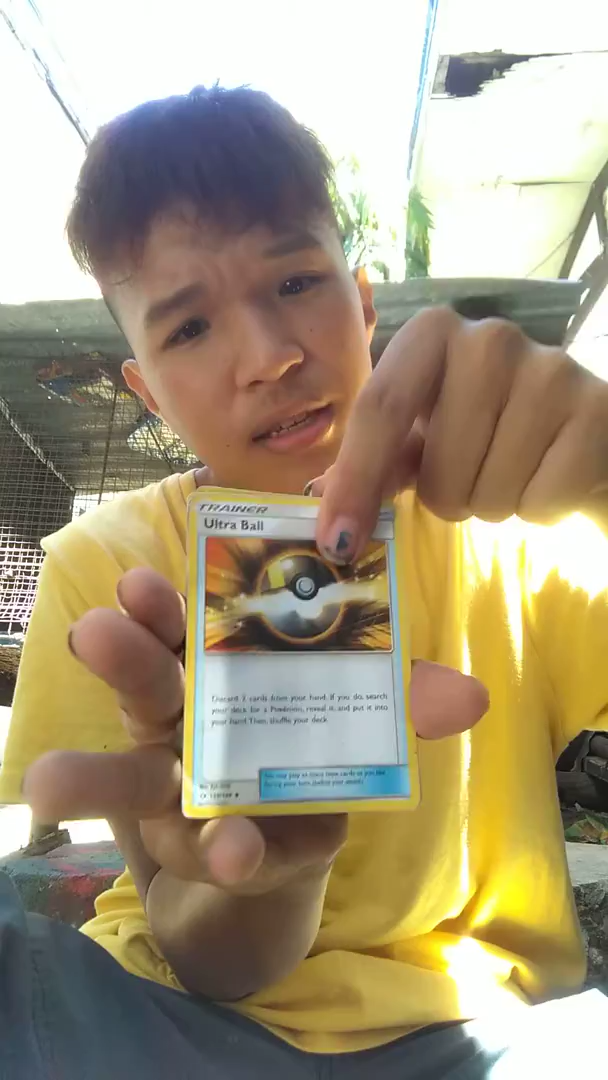 TRAINER
Ultra Ball
Discard 2 cards from your hand. If you do, search
your deck for a Pokémon, reveal it, and put it into
your hand. Then, shuffle your deck.
You may play as many Item cards as you like
during your turn (before your attack).